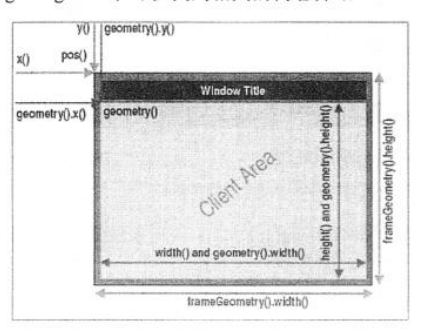 y()
geometry().y()
x()
pos()
Window Title
geometry().x()
geometry()
Client Area
height() and geometry().height()
frameGeometry().height()
width() and geometry().width()
frameGeometry().width()